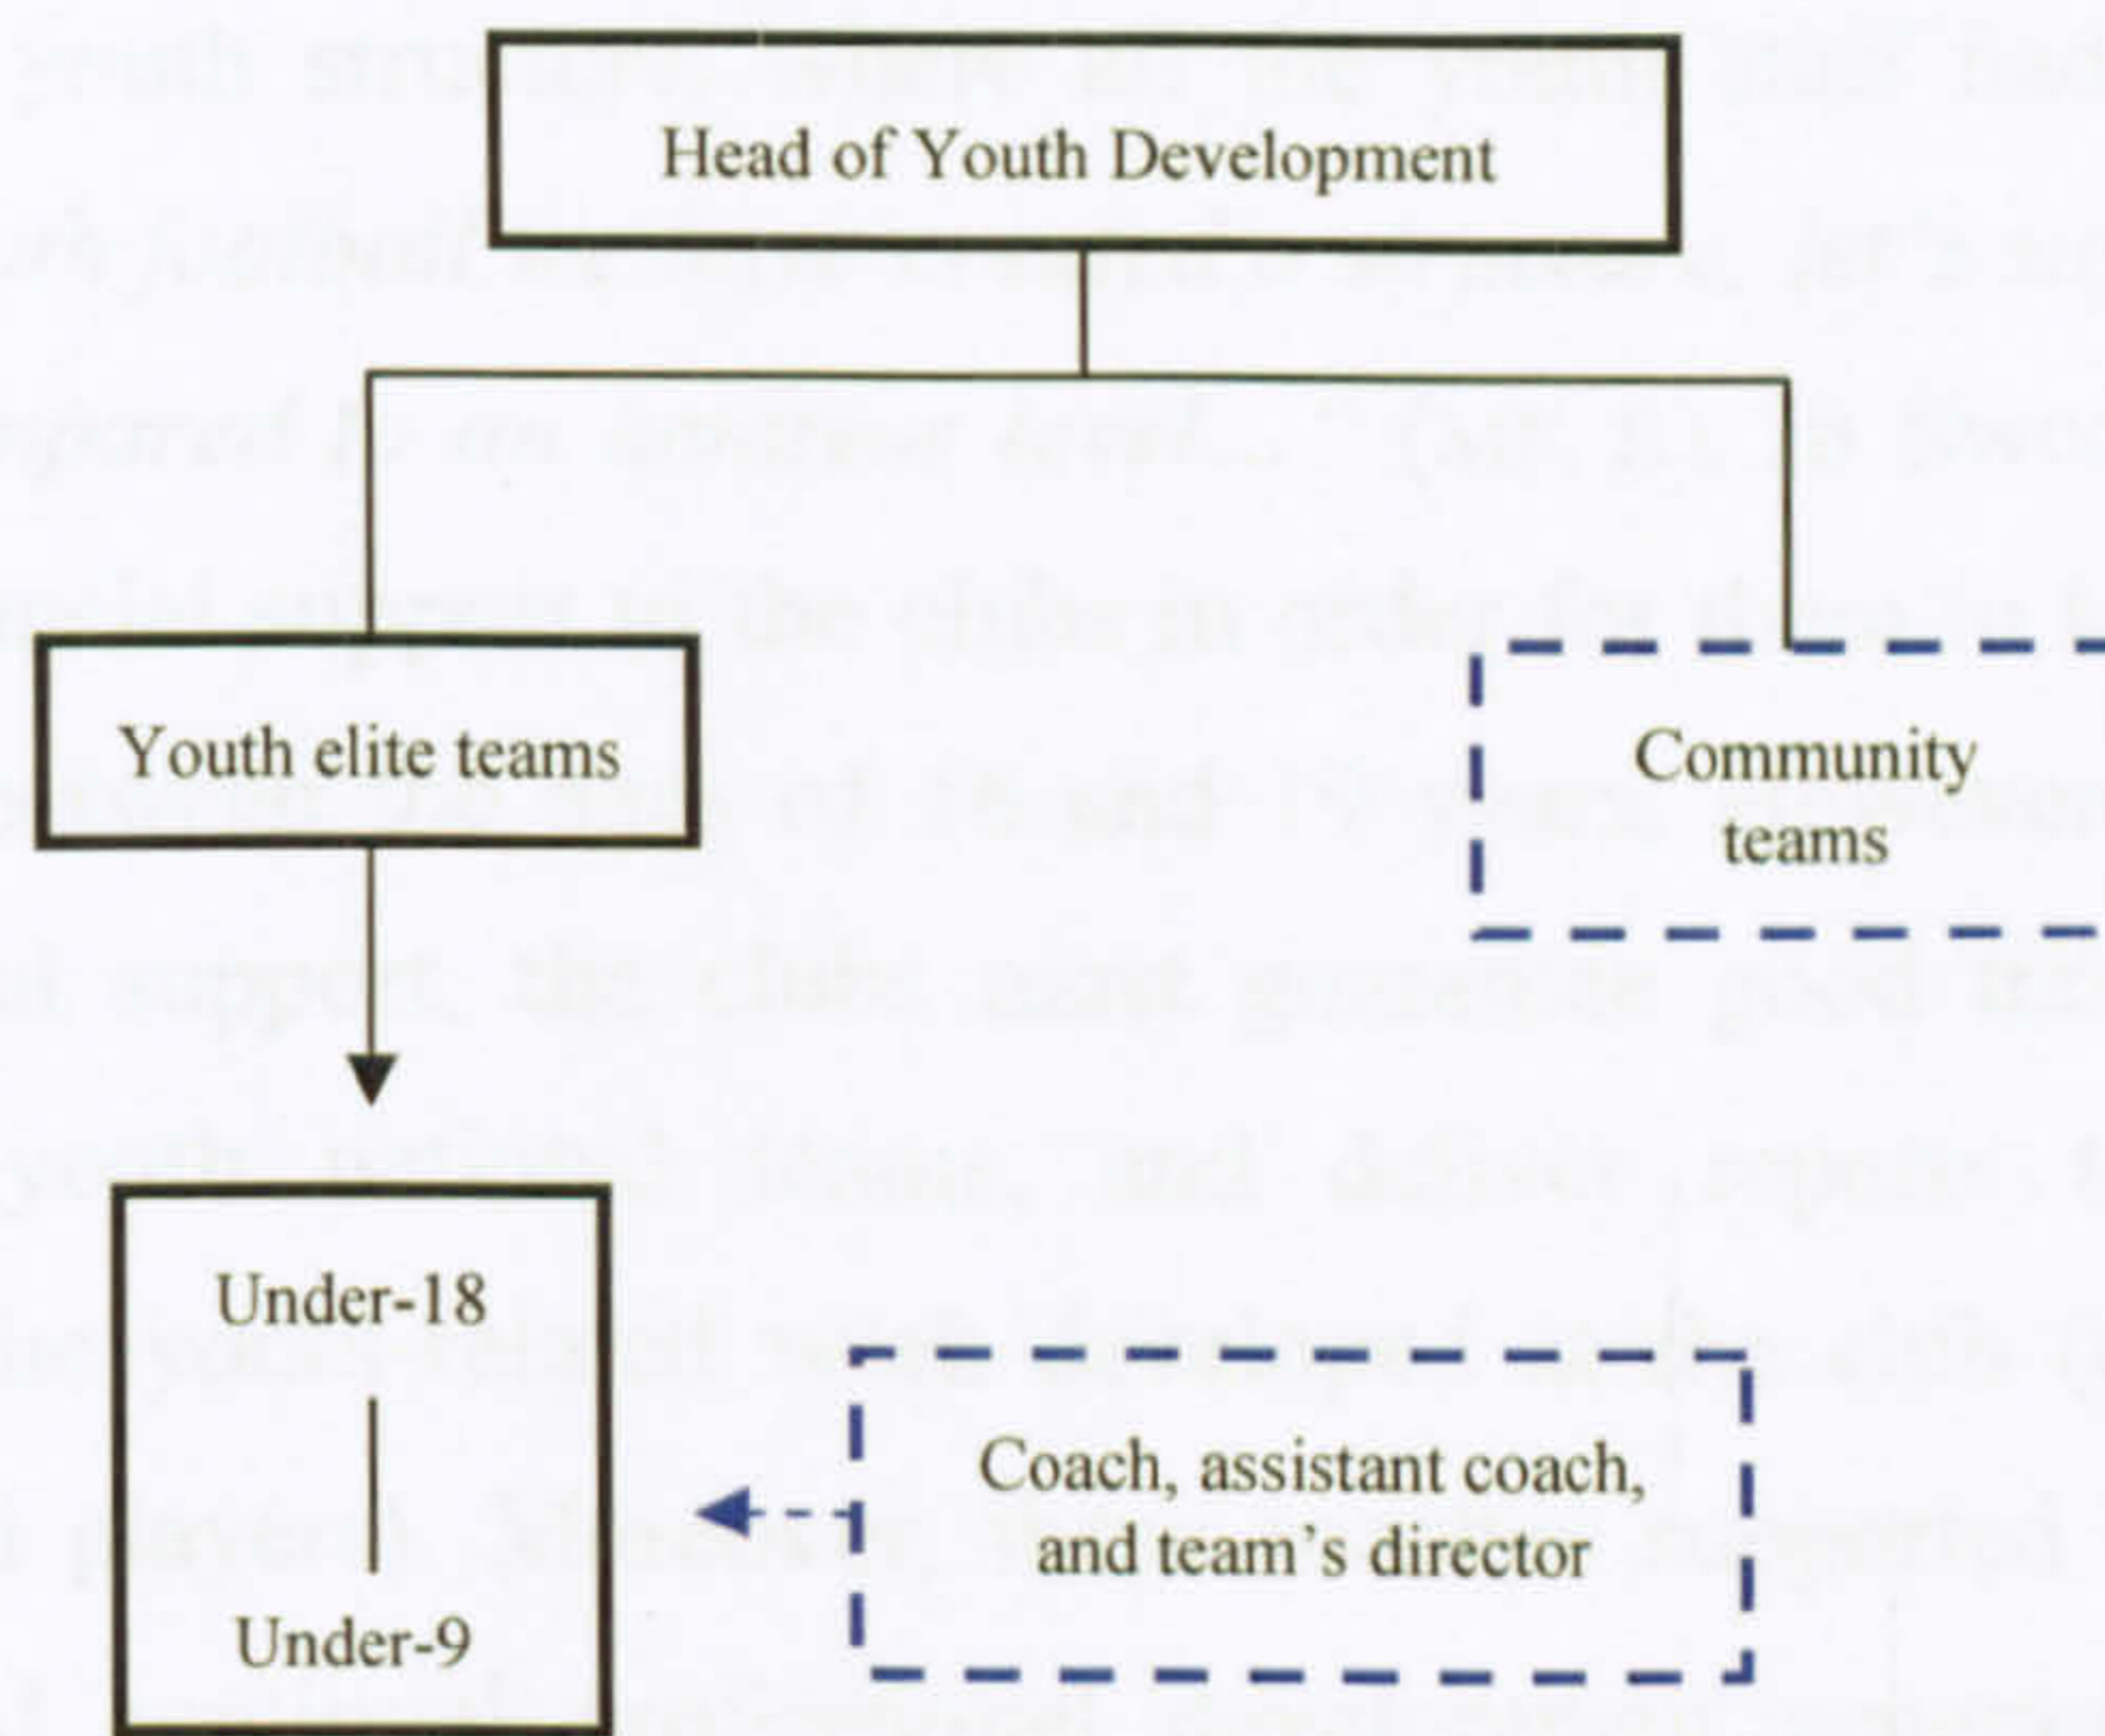 Head of Youth Development
Youth elite teams
Community
teams
Under-18
Under-9
Coach, assistant coach,
and team's director